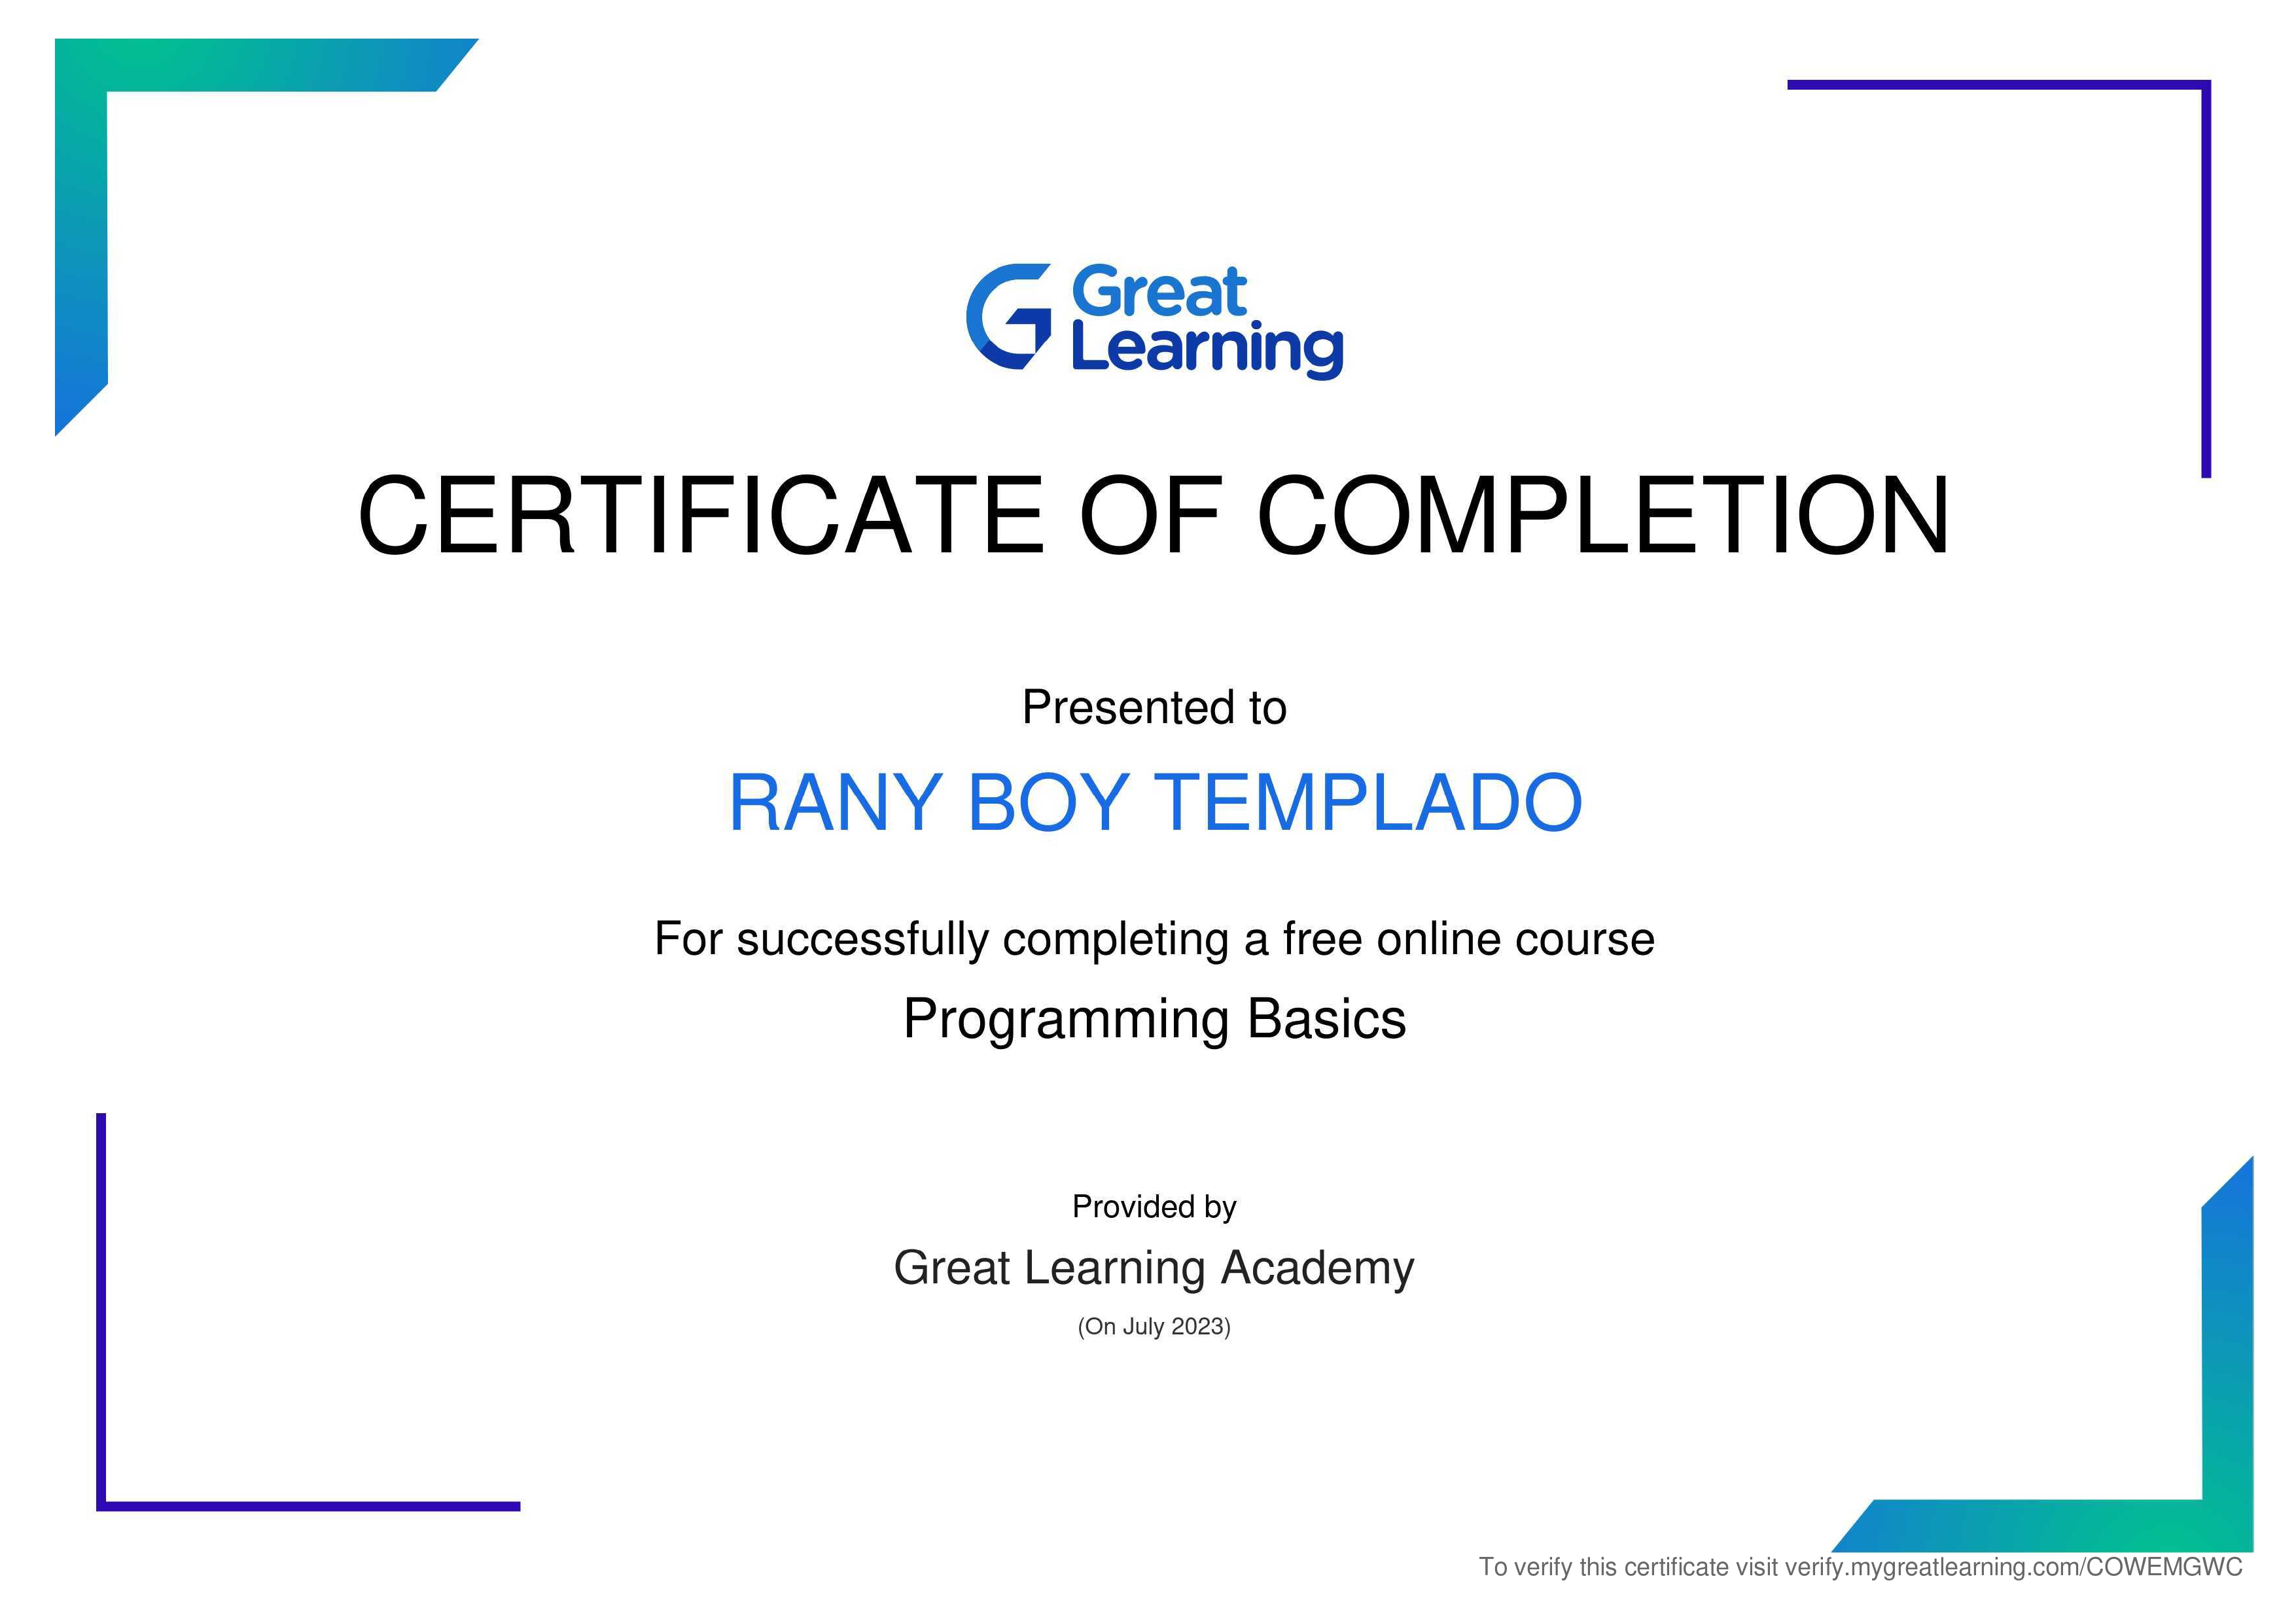 Great
Learning
CERTIFICATE OF COMPLETION
Presented to
RANY BOY TEMPLADO
For successfully completing a free online course
Programming Basics
Provided by
Great Learning Academy
(On July 2023)
To verify this certificate visit verify.mygreatlearning.com/COWEMGWC